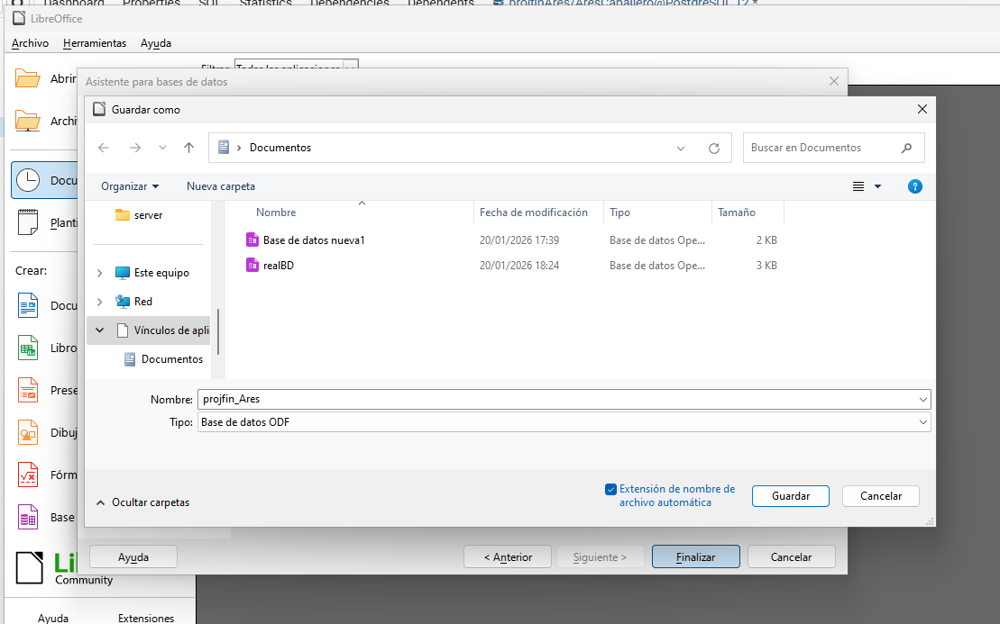 Dashboard Properties SQL Statistics Dependencies Dependents projfinAres/AresCaballero@PostgreSQL 12 *
LibreOffice
Archivo Herramientas Ayuda
Filtrar: Todas las aplicaciones
Abrir
Asistente para bases de datos
Guardar como
Archi
Documentos
Buscar en Documentos
Organizar
Nueva carpeta
Docu
Planti
Crear:
Docu
Libro
Prese
Dibuj
Fórm
Base
Li
Community
Ayuda Extensiones
server
Este equipo
Red
Vínculos de apli
Documentos
Nombre Fecha de modificación Tipo Tamaño
Base de datos nueva1 20/01/2026 17:39 Base de datos Ope... 2 KB
realBD 20/01/2026 18:24 Base de datos Ope... 3 KB
Nombre: projfin_Ares
Tipo: Base de datos ODF
Ocultar carpetas
Extensión de nombre de
archivo automática
Guardar
Cancelar
Ayuda
< Anterior
Siguiente >
Finalizar
Cancelar